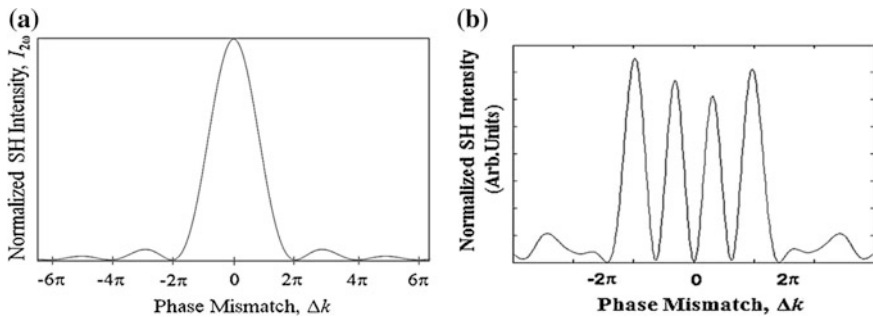 (a)
Normalized SH Intensity, I₂ω
-6π -4π -2π 0 2π 4π 6π
Phase Mismatch, Δk
(b)
Normalized SH Intensity
(Arb.Units)
-2π 0 2π
Phase Mismatch, Δk